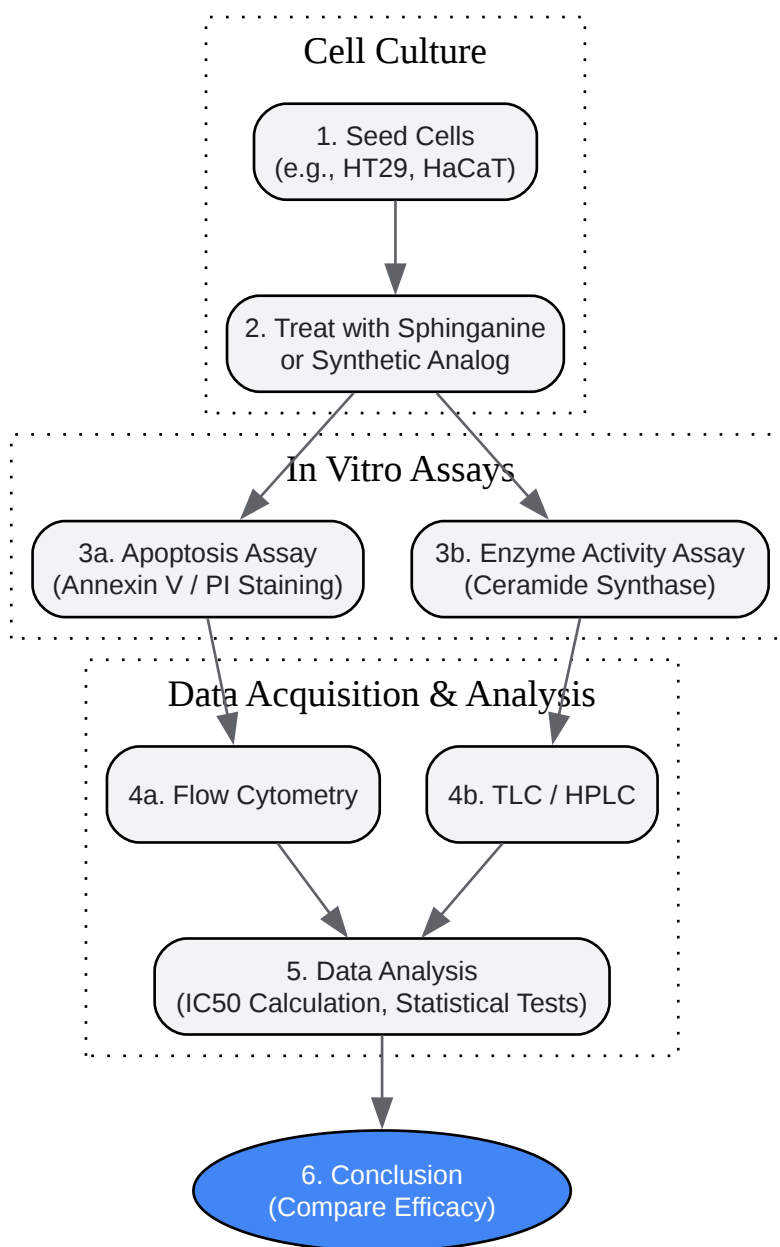 Cell Culture
1. Seed Cells
(e.g., HT29, HaCaT)
2. Treat with Sphinganine
or Synthetic Analog
In Vitro Assays
3a. Apoptosis Assay
(Annexin V / PI Staining)
3b. Enzyme Activity Assay
(Ceramide Synthase)
Data Acquisition & Analysis
4a. Flow Cytometry
4b. TLC / HPLC
5. Data Analysis
(IC50 Calculation, Statistical Tests)
6. Conclusion
(Compare Efficacy)